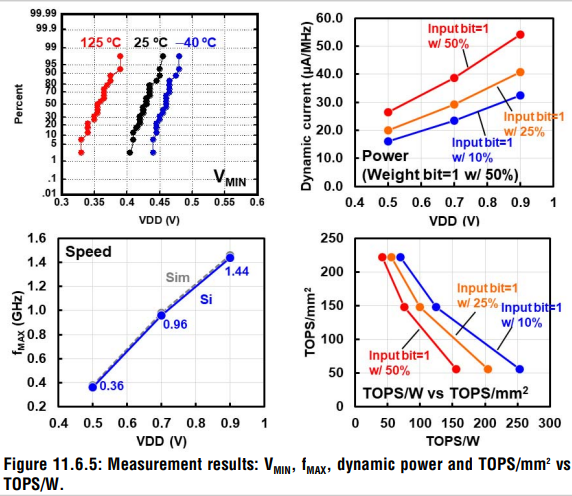 99.99
99.9
99
95
90
80
70
50
30
20
10
5
1
.1
.01
Percent
125 ºC
25 ºC
–40ºC
VMIN
0.3
0.35
0.4
0.45
0.5
0.55
0.6
VDD (V)
60.0
50.0
40.0
30.0
20.0
10.0
0.0
Dynamic current (μA/MHz)
Input bit=1
w/ 50%
Input bit=1
w/ 25%
Input bit=1
w/ 10%
Power
(Weight bit=1 w/ 50%)
0.4
0.5
0.6
0.7
0.8
0.9
1
VDD (V)
1.6
1.4
1.2
1.0
0.8
0.6
0.4
0.2
fMAX (GHz)
Speed
Sim
Si
1.44
0.96
0.36
0.4
0.5
0.6
0.7
0.8
0.9
1
VDD (V)
250
200
150
100
50
0
TOPS/mm²
Input bit=1
w/ 25%
Input bit=1
w/ 10%
Input bit=1
w/ 50%
TOPS/W vs TOPS/mm²
0
50
100
150
200
250
300
TOPS/W
Figure 11.6.5: Measurement results: VMIN, fMAX, dynamic power and TOPS/mm² vs
TOPS/W.